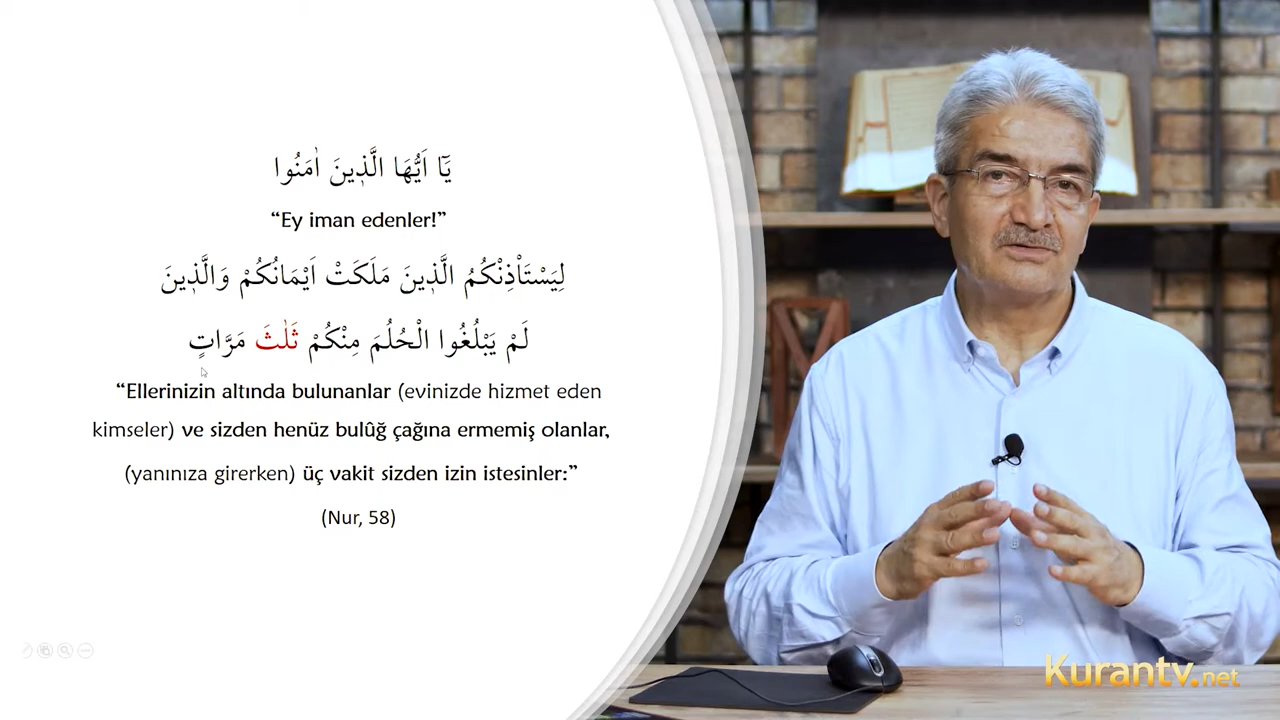 يَٓا اَيُّهَا الَّذ۪ينَ اٰمَنُوا
“Ey iman edenler!”
لِيَسْتَأْذِنْكُمُ الَّذ۪ينَ مَلَكَتْ اَيْمَانُكُمْ وَالَّذ۪ينَ
لَمْ يَبْلُغُوا الْحُلُمَ مِنْكُمْ ثَلٰثَ مَرَّاتٍ
“Ellerinizin altında bulunanlar (evinizde hizmet eden
kimseler) ve sizden henüz bulûğ çağına ermemiş olanlar,
(yanınıza girerken) üç vakit sizden izin istesinler:”
(Nur, 58)
Kurantv.net